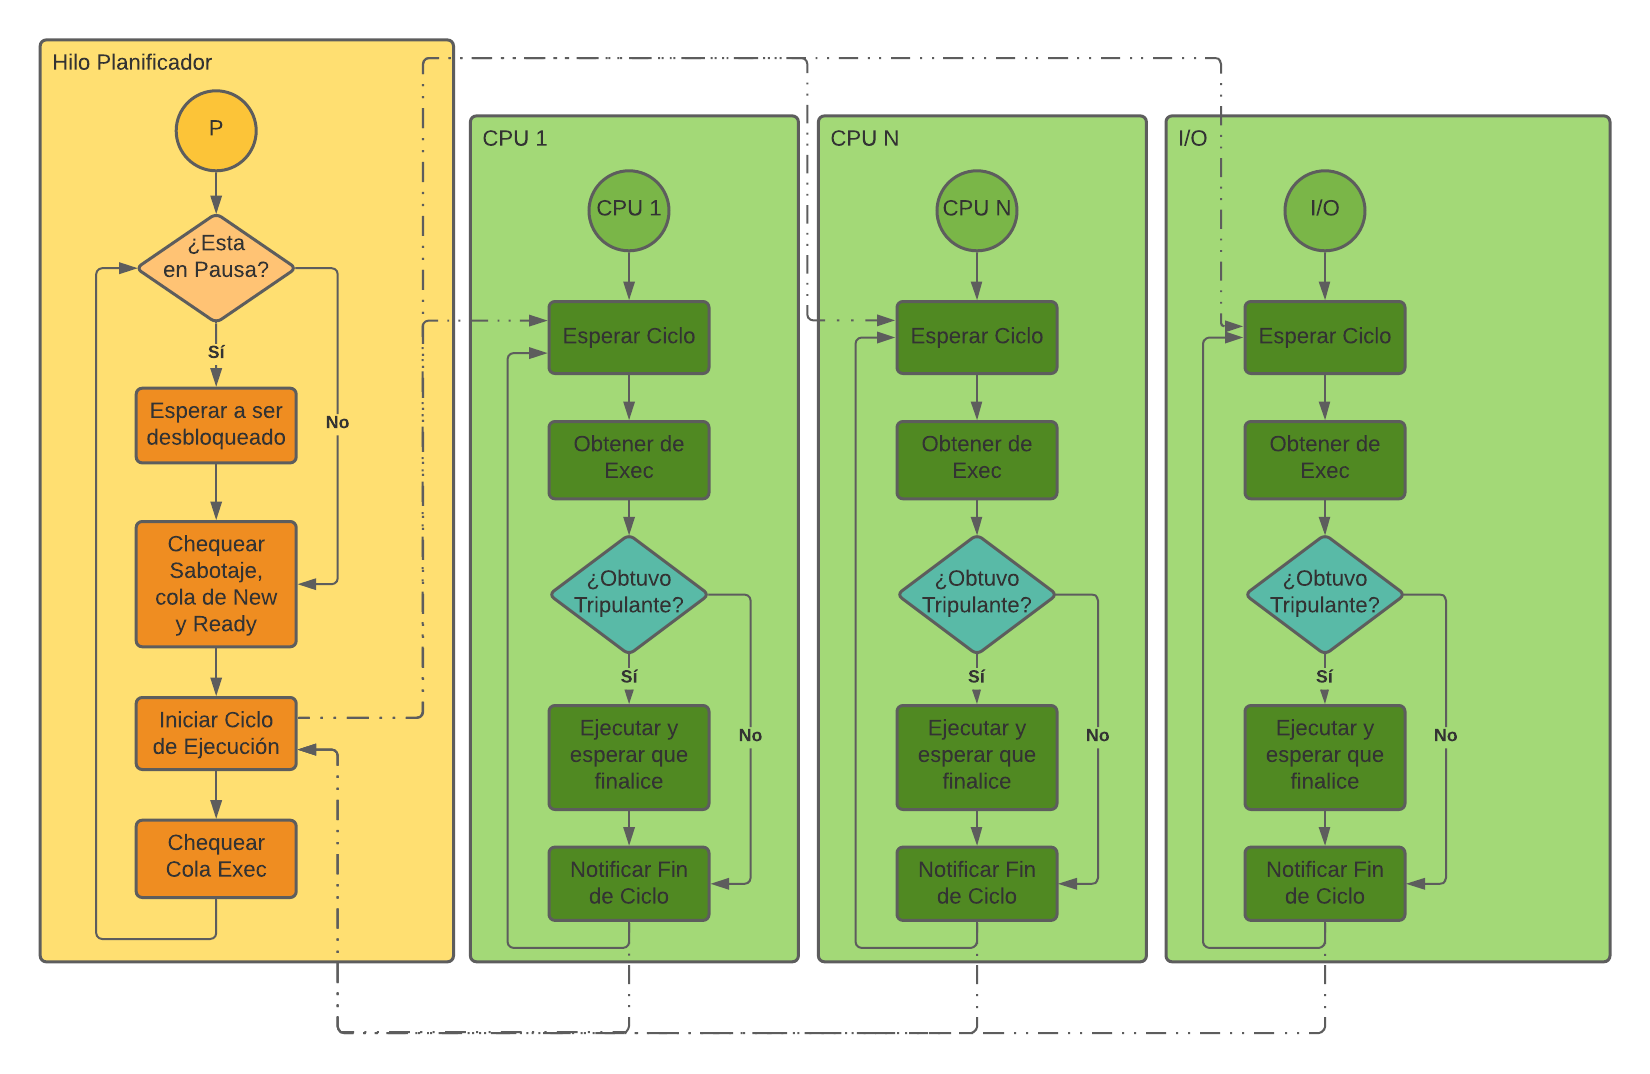 Hilo Planificador
P
¿Esta
en Pausa?
Sí
No
Esperar a ser
desbloqueado
Chequear
Sabotaje,
cola de New
y Ready
Iniciar Ciclo
de Ejecución
Chequear
Cola Exec
CPU 1
CPU 1
Esperar Ciclo
Obtener de
Exec
¿Obtuvo
Tripulante?
Sí
No
Ejecutar y
esperar que
finalice
Notificar Fin
de Ciclo
CPU N
CPU N
Esperar Ciclo
Obtener de
Exec
¿Obtuvo
Tripulante?
Sí
No
Ejecutar y
esperar que
finalice
Notificar Fin
de Ciclo
I/O
I/O
Esperar Ciclo
Obtener de
Exec
¿Obtuvo
Tripulante?
Sí
No
Ejecutar y
esperar que
finalice
Notificar Fin
de Ciclo